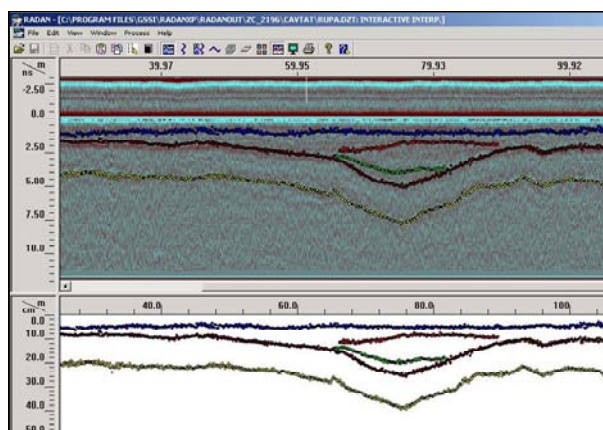 RADAN - [C:\PROGRAM FILES\GSSI\RADANXP\RADANOUT\ZC_2196\CAVTAT\RUPA.DZT: INTERACTIVE INTERP.]
File Edit View Window Process Help
m 39.97 59.95 79.93 99.92
ns
-2.50
0.0
2.50
5.00
7.50
10.0
m 40.0 60.0 80.0 100.
cm
0.0
10.0
20.0
30.0
40.0
50.0